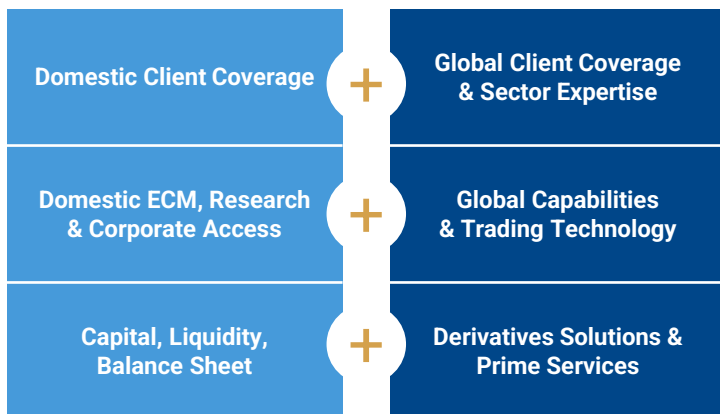 Domestic Client Coverage
+
Global Client Coverage
& Sector Expertise
Domestic ECM, Research
& Corporate Access
+
Global Capabilities
& Trading Technology
Capital, Liquidity,
Balance Sheet
+
Derivatives Solutions &
Prime Services